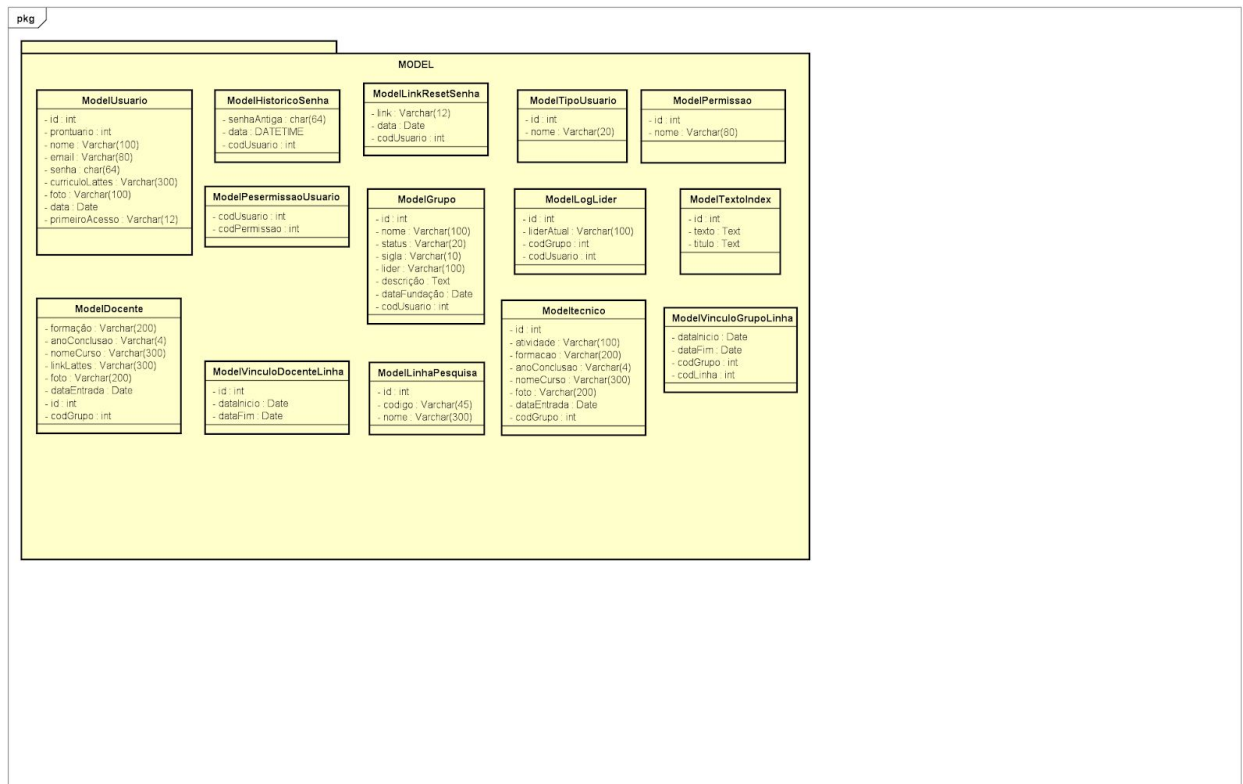 pkg
MODEL
ModelUsuario
- id : int
- prontuario : int
- nome : Varchar(100)
- email : Varchar(80)
- senha : char(64)
- curriculoLattes : Varchar(300)
- foto : Varchar(100)
- data : Date
- primeiroAcesso : Varchar(12)
ModelHistoricoSenha
- senhaAntiga : char(64)
- data : DATETIME
- codUsuario : int
ModelLinkResetSenha
- link : Varchar(12)
- data : Date
- codUsuario : int
ModelTipoUsuario
- id : int
- nome : Varchar(20)
ModelPermissao
- id : int
- nome : Varchar(80)
ModelPesermissaoUsuario
- codUsuario : int
- codPermissao : int
ModelGrupo
- id : int
- nome : Varchar(100)
- status : Varchar(20)
- sigla : Varchar(10)
- lider : Varchar(100)
- descrição : Text
- dataFundação : Date
- codUsuario : int
ModelLogLider
- id : int
- liderAtual : Varchar(100)
- codGrupo : int
- codUsuario : int
ModelTextoIndex
- id : int
- texto : Text
- titulo : Text
ModelDocente
- formação : Varchar(200)
- anoConclusao : Varchar(4)
- nomeCurso : Varchar(300)
- linkLattes : Varchar(300)
- foto : Varchar(200)
- dataEntrada : Date
- id : int
- codGrupo : int
ModelVinculoDocenteLinha
- id : int
- dataInicio : Date
- dataFim : Date
ModelLinhaPesquisa
- id : int
- codigo : Varchar(45)
- nome : Varchar(300)
Modeltecnico
- id : int
- atividade : Varchar(100)
- formacao : Varchar(200)
- anoConclusao : Varchar(4)
- nomeCurso : Varchar(300)
- foto : Varchar(200)
- dataEntrada : Date
- codGrupo : int
ModelVinculoGrupoLinha
- dataInicio : Date
- dataFim : Date
- codGrupo : int
- codLinha : int